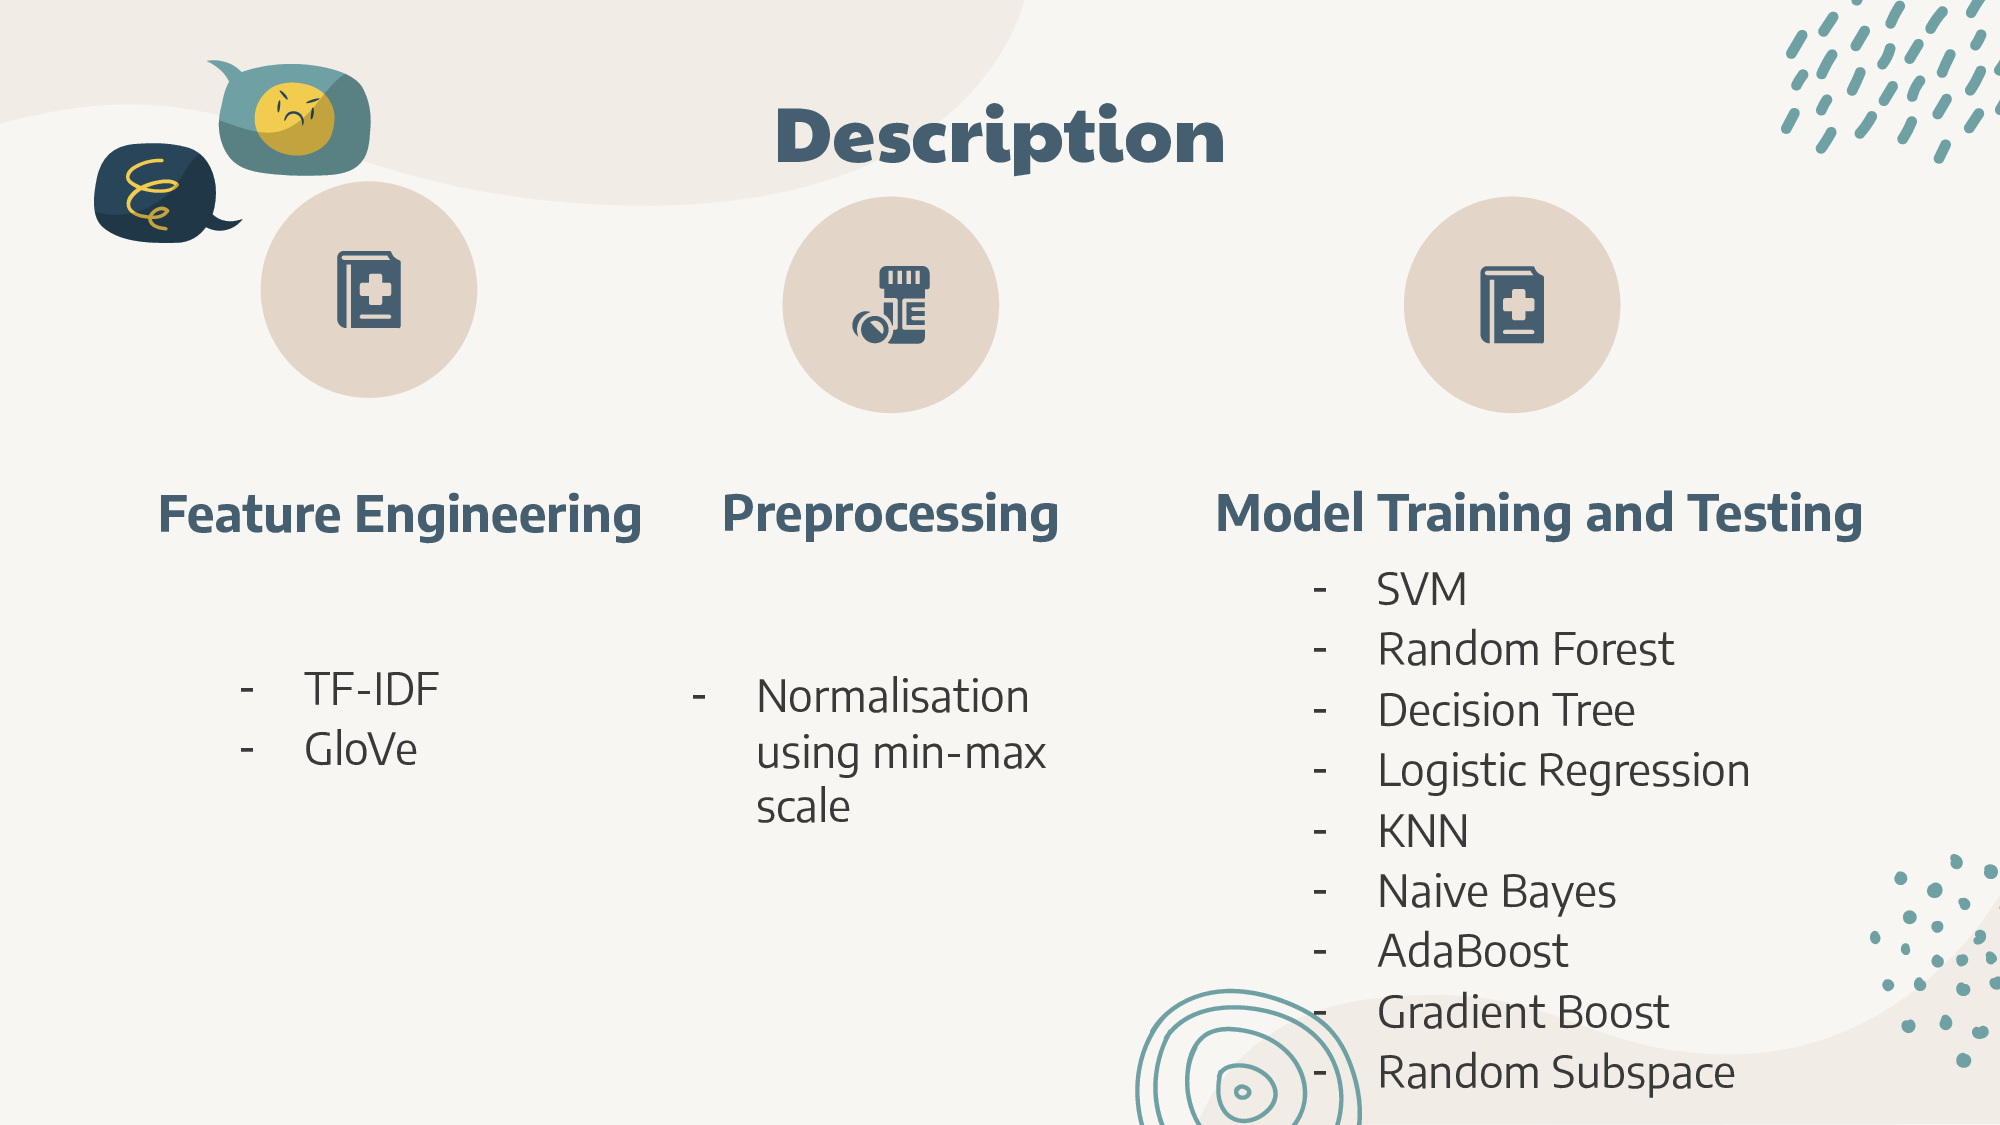 Description
Feature Engineering
- TF-IDF
- GloVe
Preprocessing
- Normalisation
using min-max
scale
Model Training and Testing
- SVM
- Random Forest
- Decision Tree
- Logistic Regression
- KNN
- Naive Bayes
- AdaBoost
- Gradient Boost
- Random Subspace